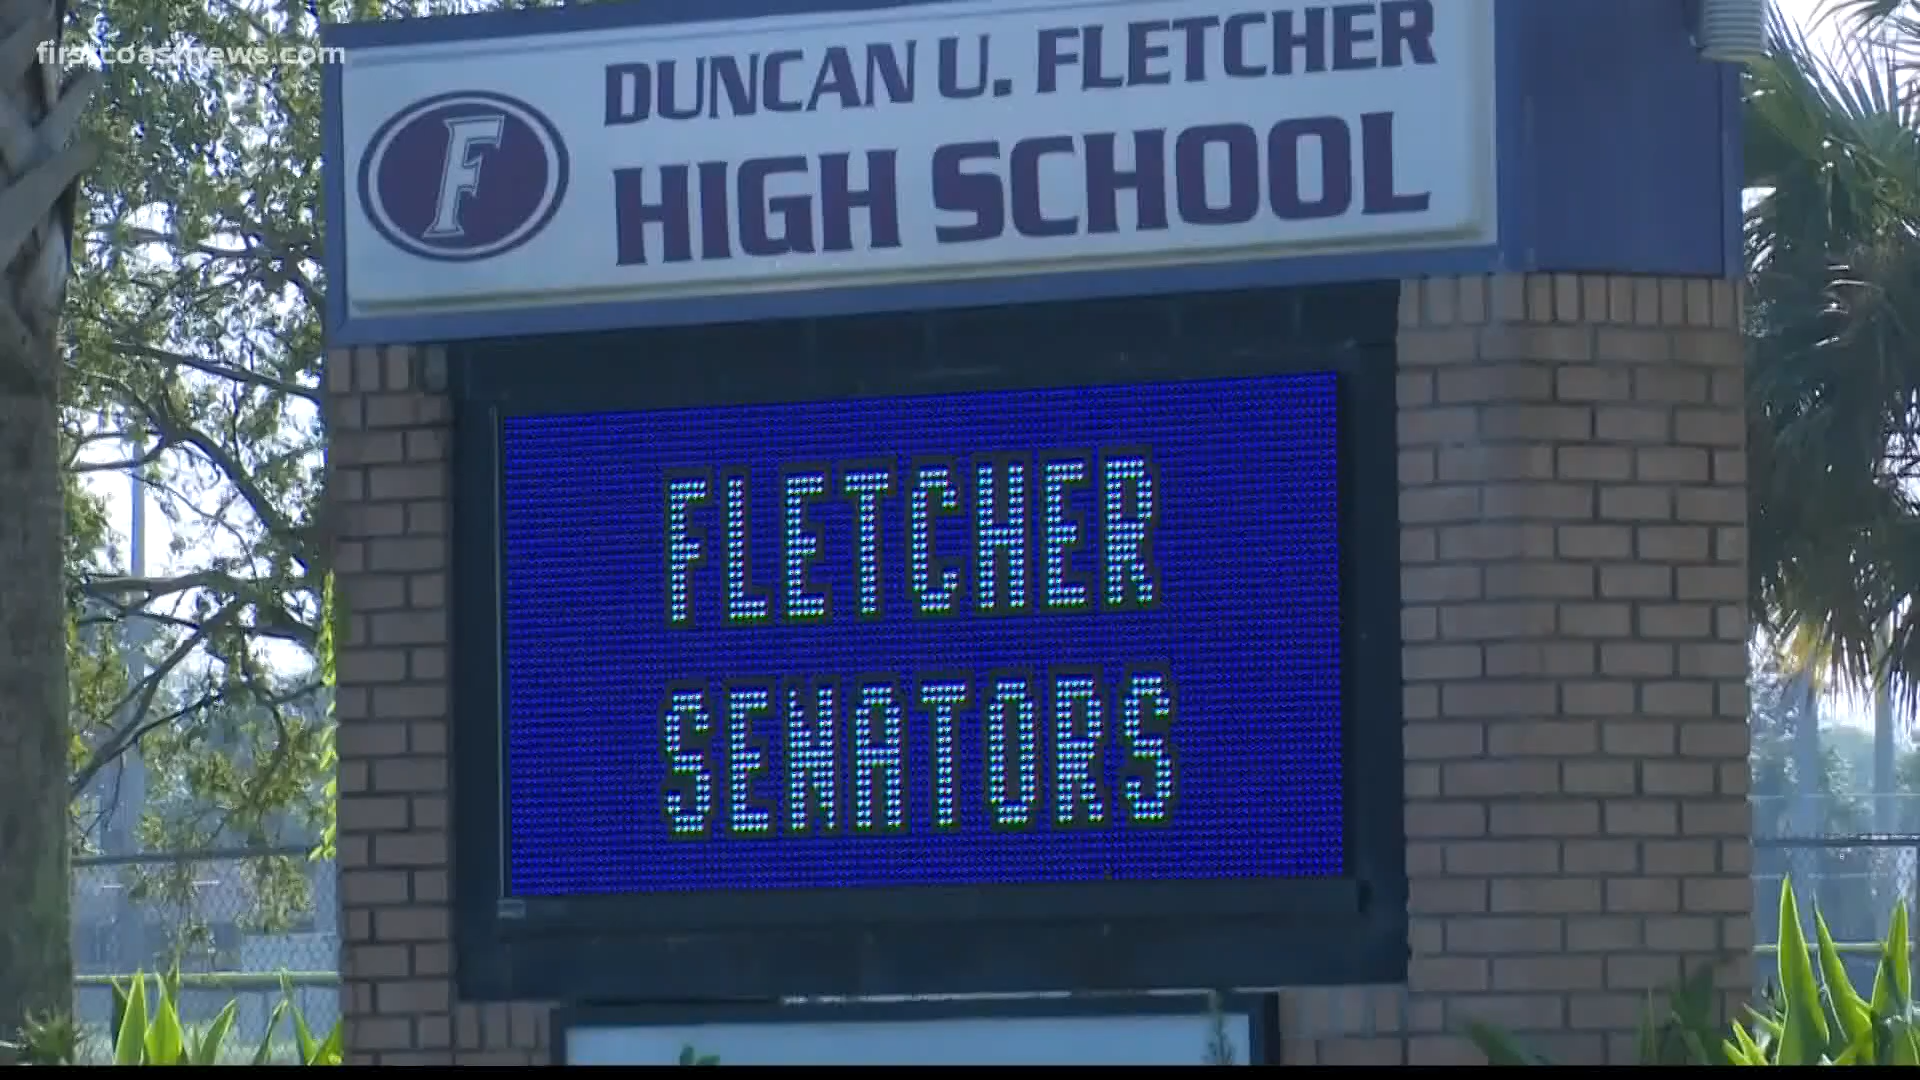 firstcoastnews.com
DUNCAN U. FLETCHER
F
HIGH SCHOOL
FLETCHER
SENATORS